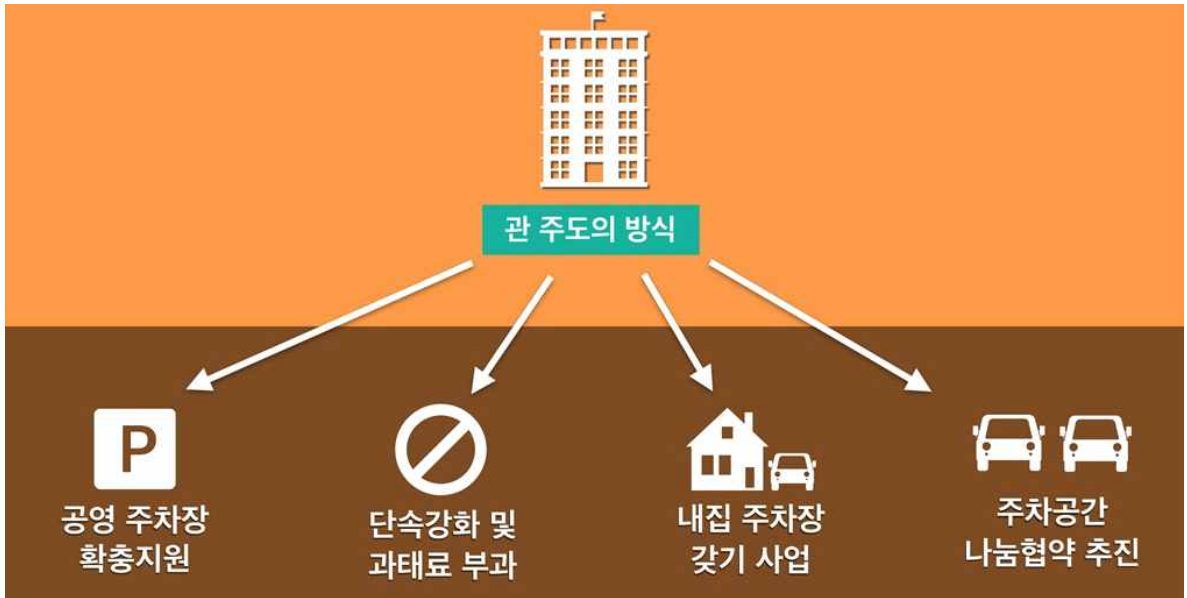 관 주도의 방식
P
공영 주차장
확충지원
단속강화 및
과태료 부과
내집 주차장
갖기 사업
주차공간
나눔협약 추진